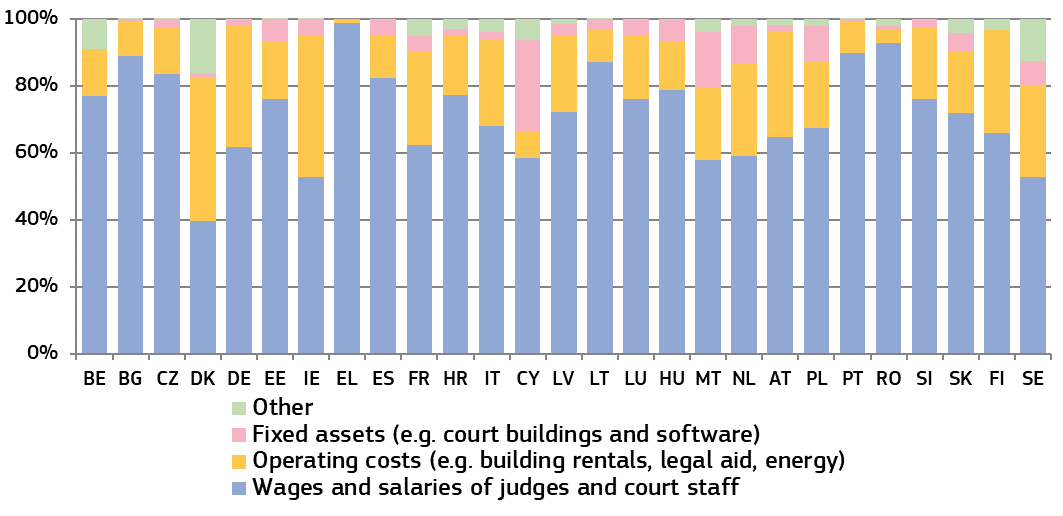 100%
80%
60%
40%
20%
0%
BE BG CZ DK DE EE IE EL ES FR HR IT CY LV LT LU HU MT NL AT PL PT RO SI SK FI SE
Other
Fixed assets (e.g. court buildings and software)
Operating costs (e.g. building rentals, legal aid, energy)
Wages and salaries of judges and court staff